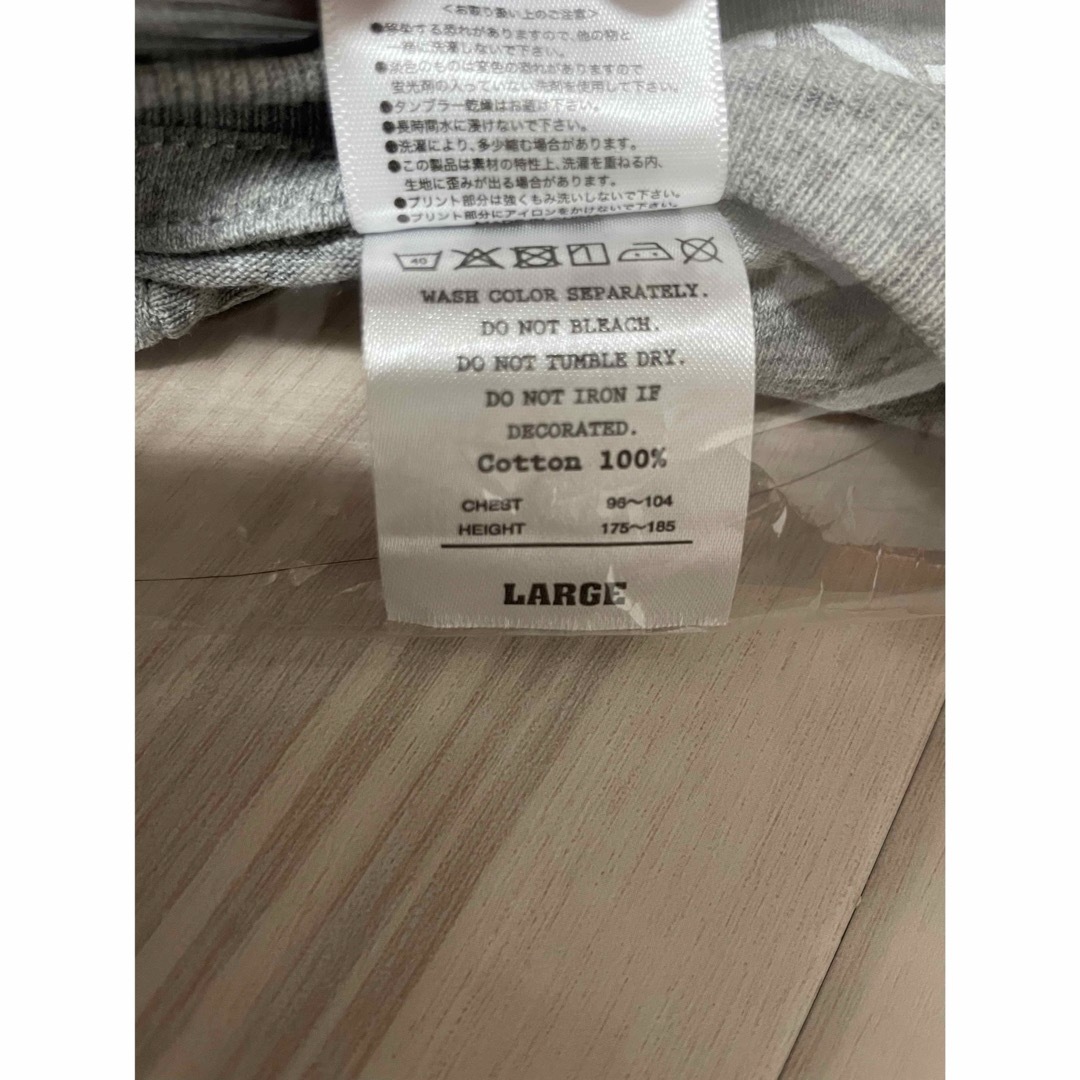 <お取り扱い上のご注意>
●移染する恐れがありますので、他の物と
一緒に洗濯しないで下さい。
●淡色のものは変色の恐れがありますので
蛍光剤の入っていない洗剤を使用して下さい。
●タンブラー乾燥はお避け下さい。
●長時間水に浸けないで下さい。
●洗濯により、多少縮む場合があります。
●この製品は素材の特性上、洗濯を重ねる内、
生地に歪みが出る場合があります。
●プリント部分は強くもみ洗いしないで下さい。
●プリント部分にアイロンをかけないで下さい。
40
WASH COLOR SEPARATELY.
DO NOT BLEACH.
DO NOT TUMBLE DRY.
DO NOT IRON IF
DECORATED.
Cotton 100%
CHEST 96～104
HEIGHT 175～185
LARGE